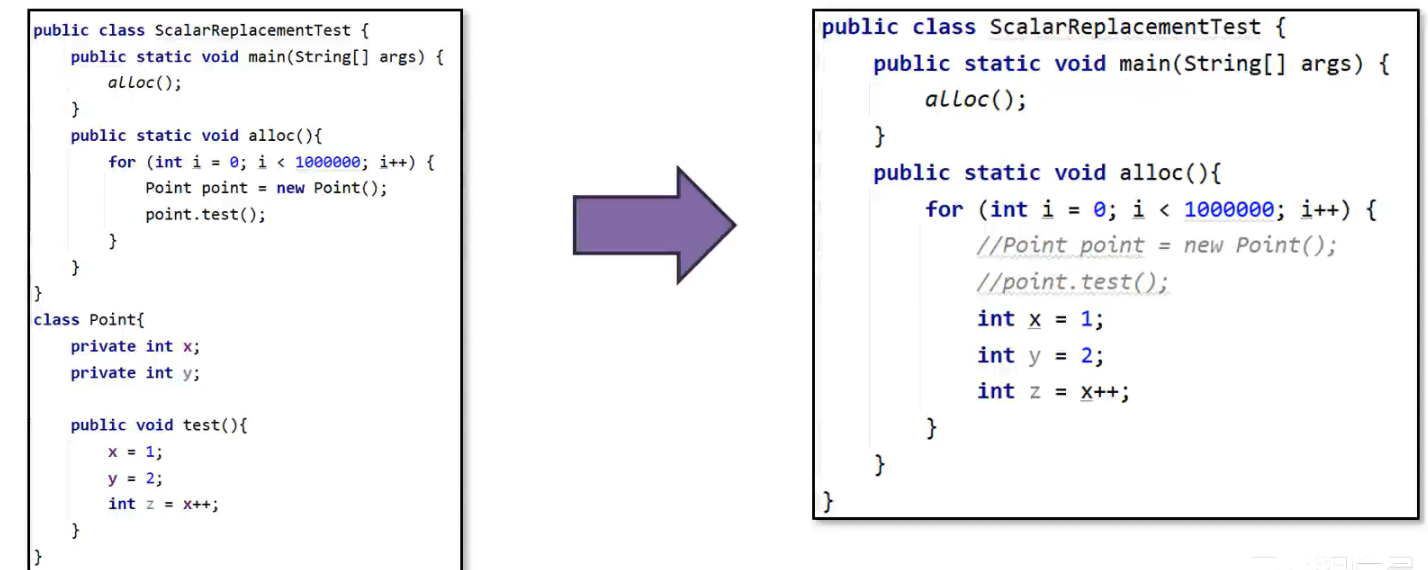 public class ScalarReplacementTest {
    public static void main(String[] args) {
        alloc();
    }
    public static void alloc(){
        for (int i = 0; i < 1000000; i++) {
            Point point = new Point();
            point.test();
        }
    }
}
class Point{
    private int x;
    private int y;
    public void test(){
        x = 1;
        y = 2;
        int z = x++;
    }
}
public class ScalarReplacementTest {
    public static void main(String[] args) {
        alloc();
    }
    public static void alloc(){
        for (int i = 0; i < 1000000; i++) {
            //Point point = new Point();
            //point.test();
            int x = 1;
            int y = 2;
            int z = x++;
        }
    }
}